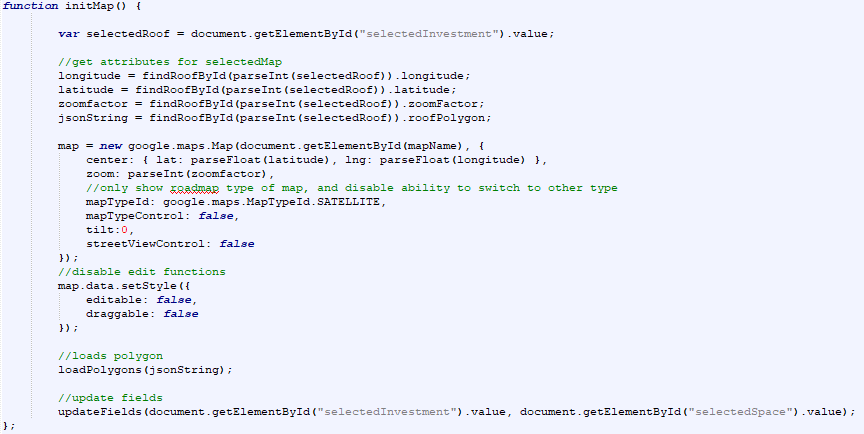 function initMap() {
var selectedRoof = document.getElementById("selectedInvestment").value;
//get attributes for selectedMap
longitude = findRoofById(parseInt(selectedRoof)).longitude;
latitude = findRoofById(parseInt(selectedRoof)).latitude;
zoomfactor = findRoofById(parseInt(selectedRoof)).zoomFactor;
jsonString = findRoofById(parseInt(selectedRoof)).roofPolygon;
map = new google.maps.Map(document.getElementById(mapName), {
center: { lat: parseFloat(latitude), lng: parseFloat(longitude) },
zoom: parseInt(zoomfactor),
//only show roadmap type of map, and disable ability to switch to other type
mapTypeId: google.maps.MapTypeId.SATELLITE,
mapTypeControl: false,
tilt:0,
streetViewControl: false
});
//disable edit functions
map.data.setStyle({
editable: false,
draggable: false
});
//loads polygon
loadPolygons(jsonString);
//update fields
updateFields(document.getElementById("selectedInvestment").value, document.getElementById("selectedSpace").value);
};